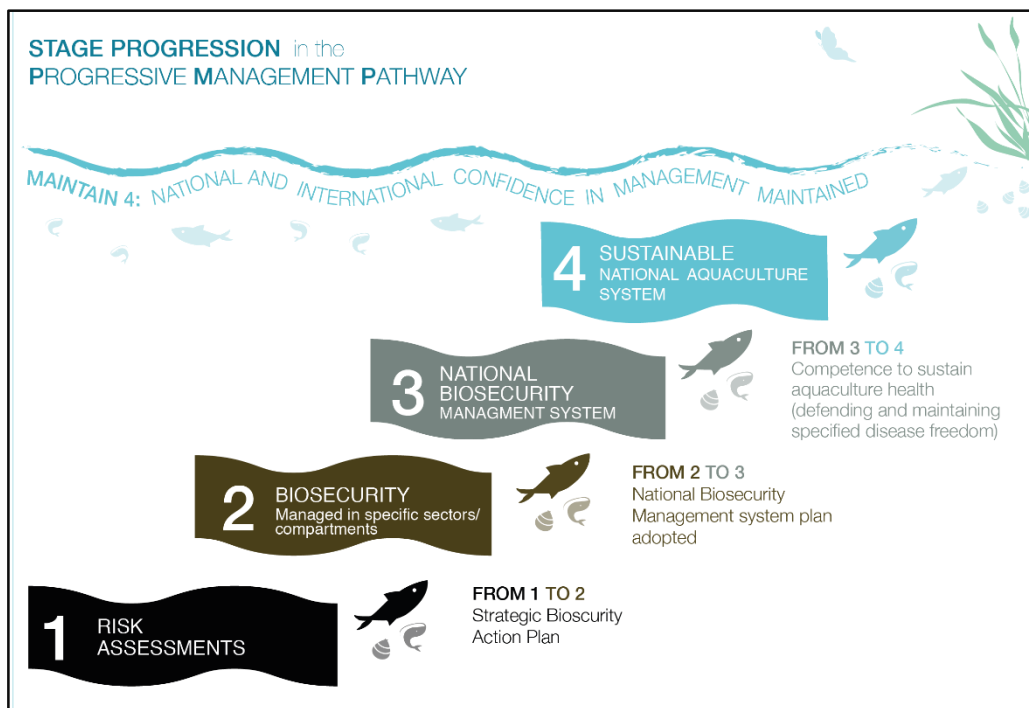 STAGE PROGRESSION in the
PROGRESSIVE MANAGEMENT PATHWAY
MAINTAIN 4: NATIONAL AND INTERNATIONAL CONFIDENCE IN MANAGEMENT MAINTAINED
4 SUSTAINABLE
NATIONAL AQUACULTURE
SYSTEM
FROM 3 TO 4
Competence to sustain
aquaculture health
(defending and maintaining
specified disease freedom)
3 NATIONAL
BIOSECURITY
MANAGMENT SYSTEM
FROM 2 TO 3
National Biosecurity
Management system plan
adopted
2 BIOSECURITY
Managed in specific sectors/
compartments
FROM 1 TO 2
Strategic Bioscurity
Action Plan
1 RISK
ASSESSMENTS